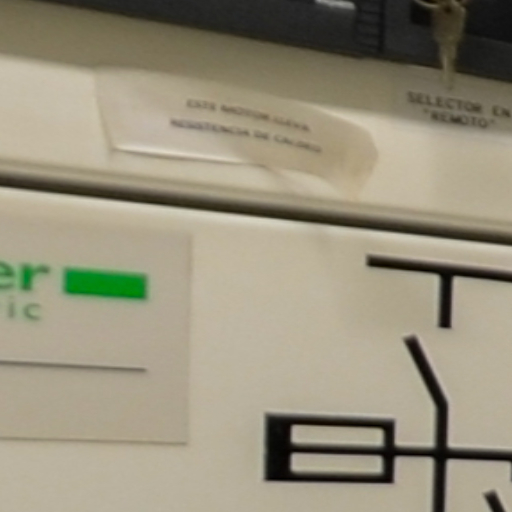 ESTE MOTOR LLEVA
RESISTENCIA DE CALDEO
SELECTOR EN
"REMOTO"
er
ic